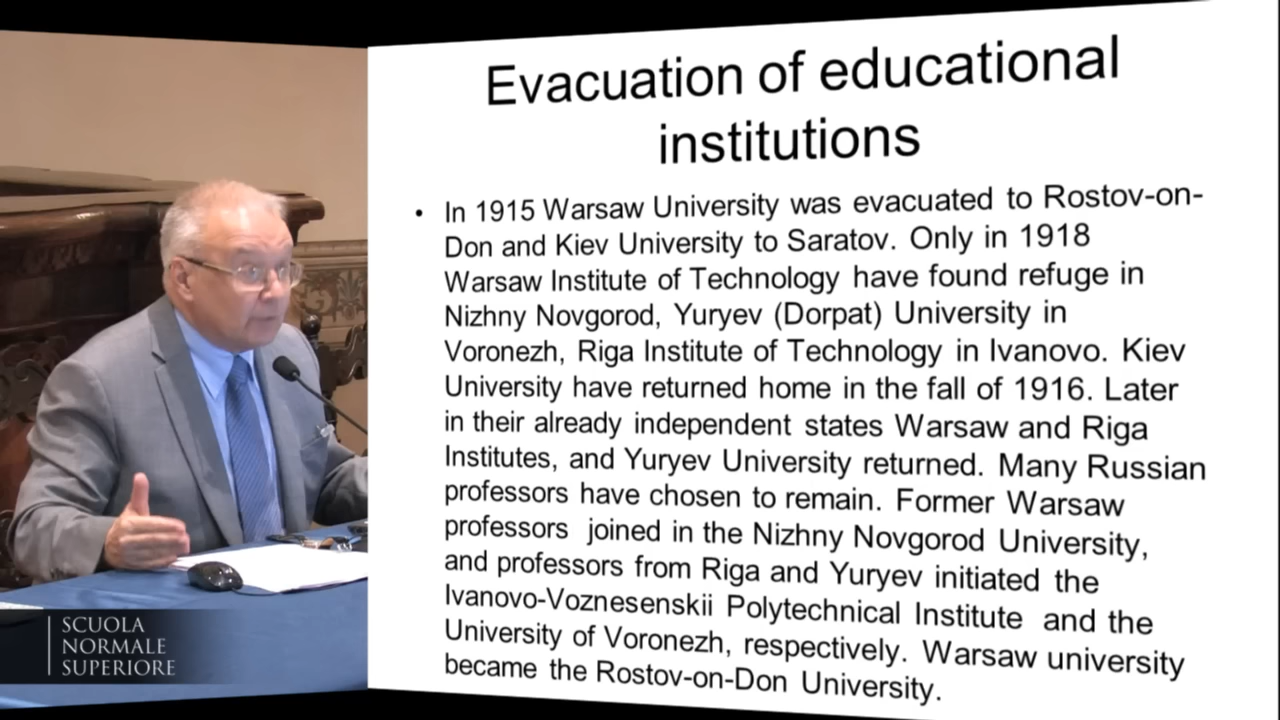 Evacuation of educational
institutions
• In 1915 Warsaw University was evacuated to Rostov-on-
Don and Kiev University to Saratov. Only in 1918
Warsaw Institute of Technology have found refuge in
Nizhny Novgorod, Yuryev (Dorpat) University in
Voronezh, Riga Institute of Technology in Ivanovo. Kiev
University have returned home in the fall of 1916. Later
in their already independent states Warsaw and Riga
Institutes, and Yuryev University returned. Many Russian
professors have chosen to remain. Former Warsaw
professors joined in the Nizhny Novgorod University,
and professors from Riga and Yuryev initiated the
Ivanovo-Voznesenskii Polytechnical Institute and the
University of Voronezh, respectively. Warsaw university
became the Rostov-on-Don University.
SCUOLA
NORMALE
SUPERIORE